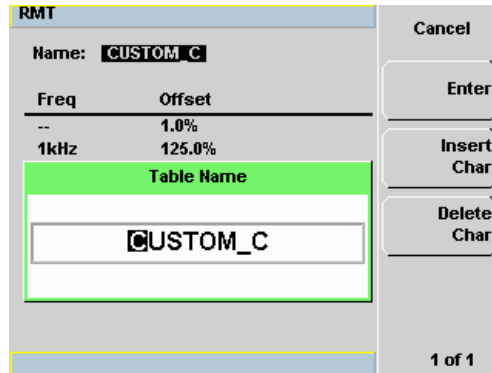 RMT
Name: CUSTOM_C
Freq Offset
-- 1.0%
1kHz 125.0%
Table Name
CUSTOM_C
Cancel
Enter
Insert
Char
Delete
Char
1 of 1